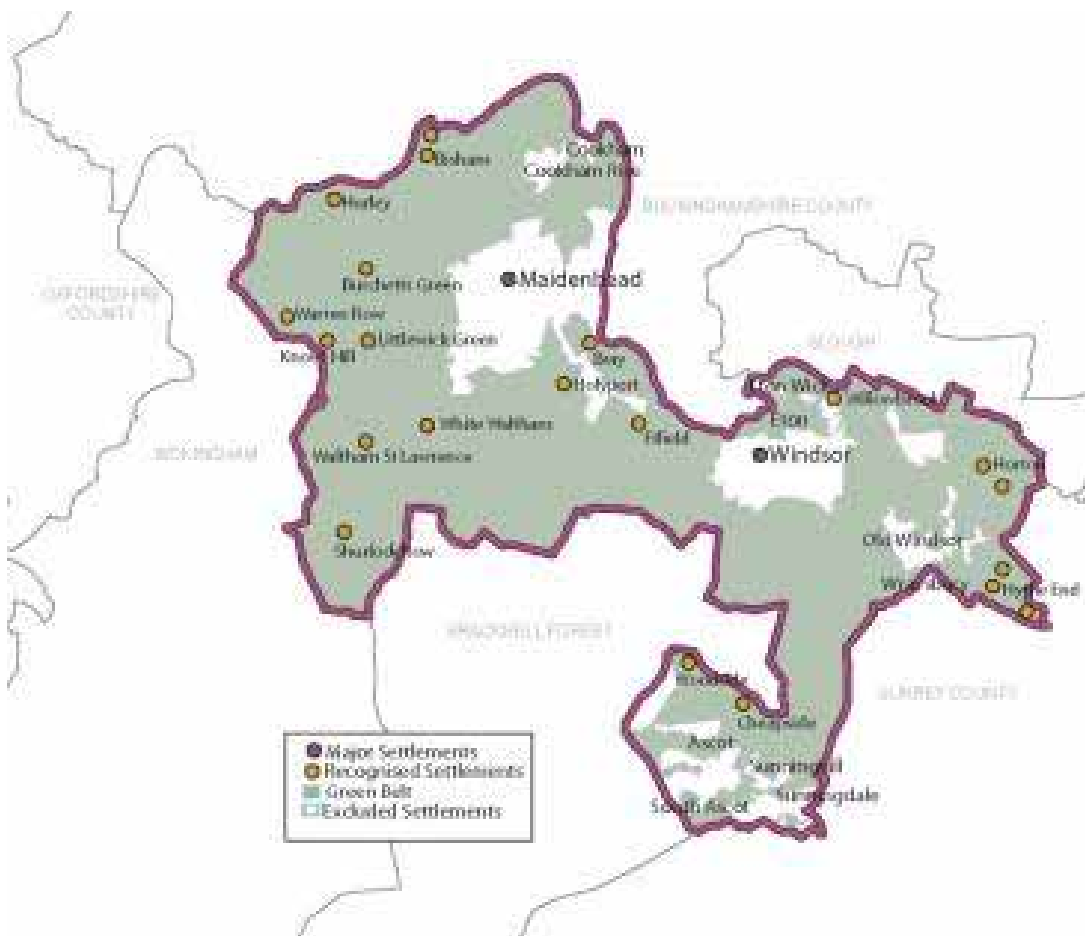 Cookham
Cookham Rise
Bisham
Hurley
BUCKINGHAMSHIRE COUNTY
Burchetts Green
Maidenhead
OXFORDSHIRE
COUNTY
Warren Row
Knowl Hill
Littlewick Green
Bray
SLOUGH
Holyport
Eton Wick
Eton
White Waltham
Fifield
WOKINGHAM
Waltham St Lawrence
Windsor
Horton
Shurlock Row
Old Windsor
Wraysbury
Hythe End
BRACKNELL FOREST
SURREY COUNTY
Woodside
Cheapside
Ascot
Sunninghill
Sunningdale
South Ascot
Major Settlements
Recognised Settlements
Green Belt
Excluded Settlements